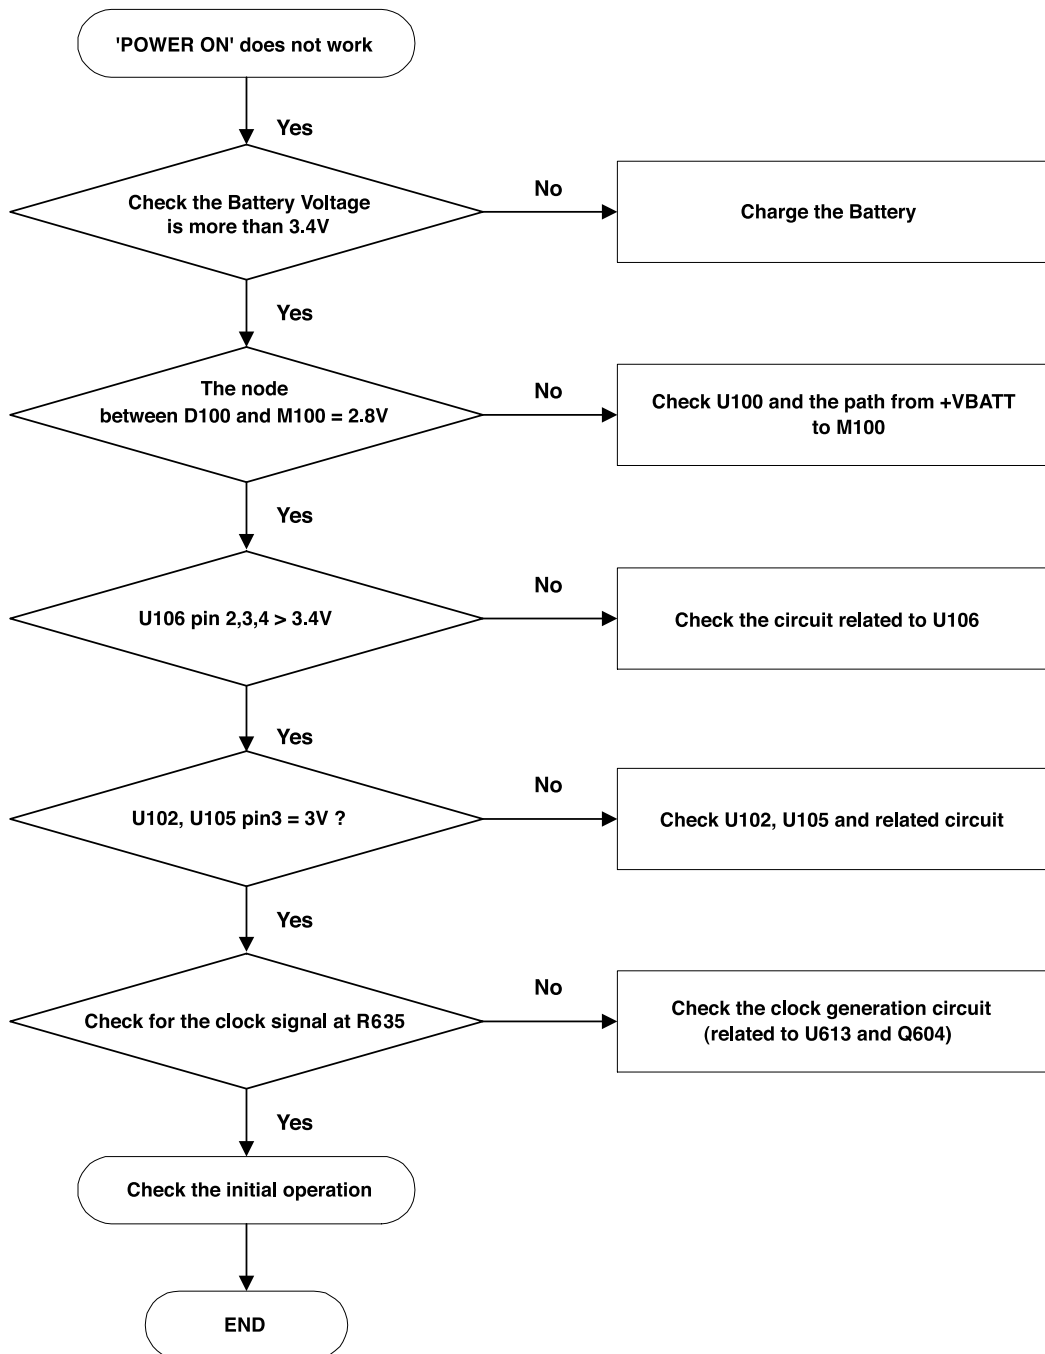 'POWER ON' does not work
Yes
Check the Battery Voltage
is more than 3.4V
No
Charge the Battery
Yes
The node
between D100 and M100 = 2.8V
No
Check U100 and the path from +VBATT
to M100
Yes
U106 pin 2,3,4 > 3.4V
No
Check the circuit related to U106
Yes
U102, U105 pin3 = 3V ?
No
Check U102, U105 and related circuit
Yes
Check for the clock signal at R635
No
Check the clock generation circuit
(related to U613 and Q604)
Yes
Check the initial operation
END